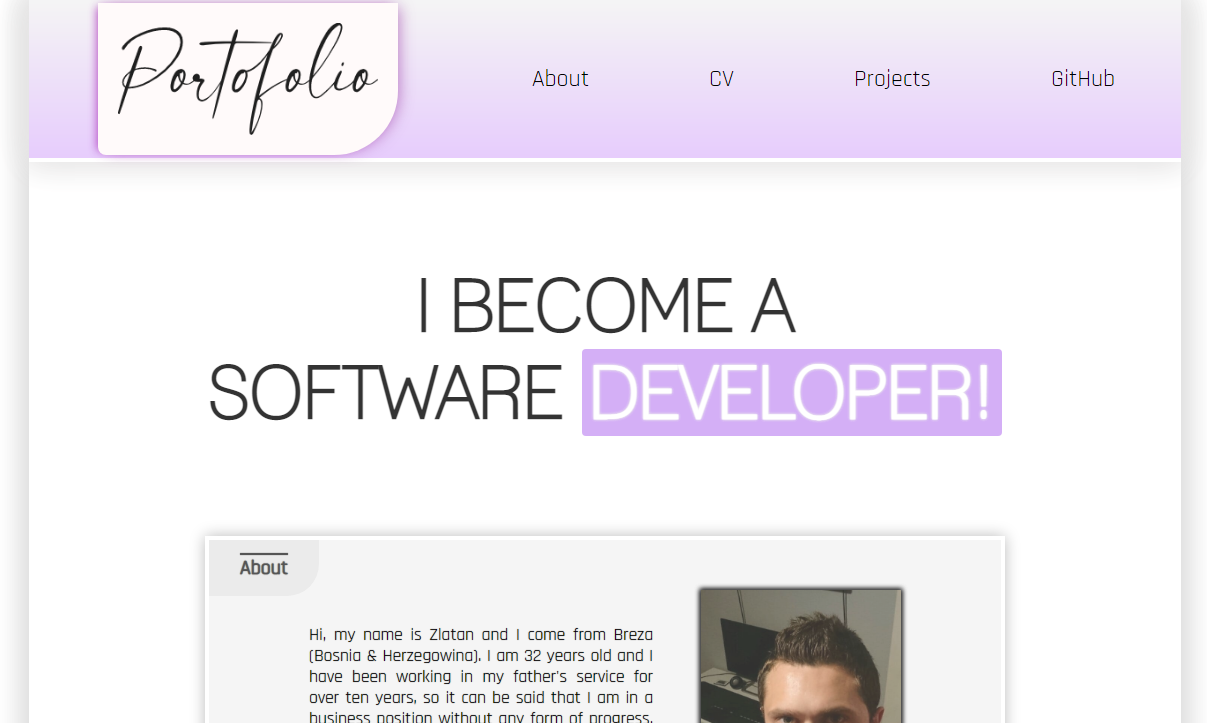 Portofolio
About CV Projects GitHub
I BECOME A
SOFTWARE DEVELOPER!
About
Hi, my name is Zlatan and I come from Breza
(Bosnia & Herzegowina). I am 32 years old and I
have been working in my father's service for
over ten years, so it can be said that I am in a
business position without any form of progress.